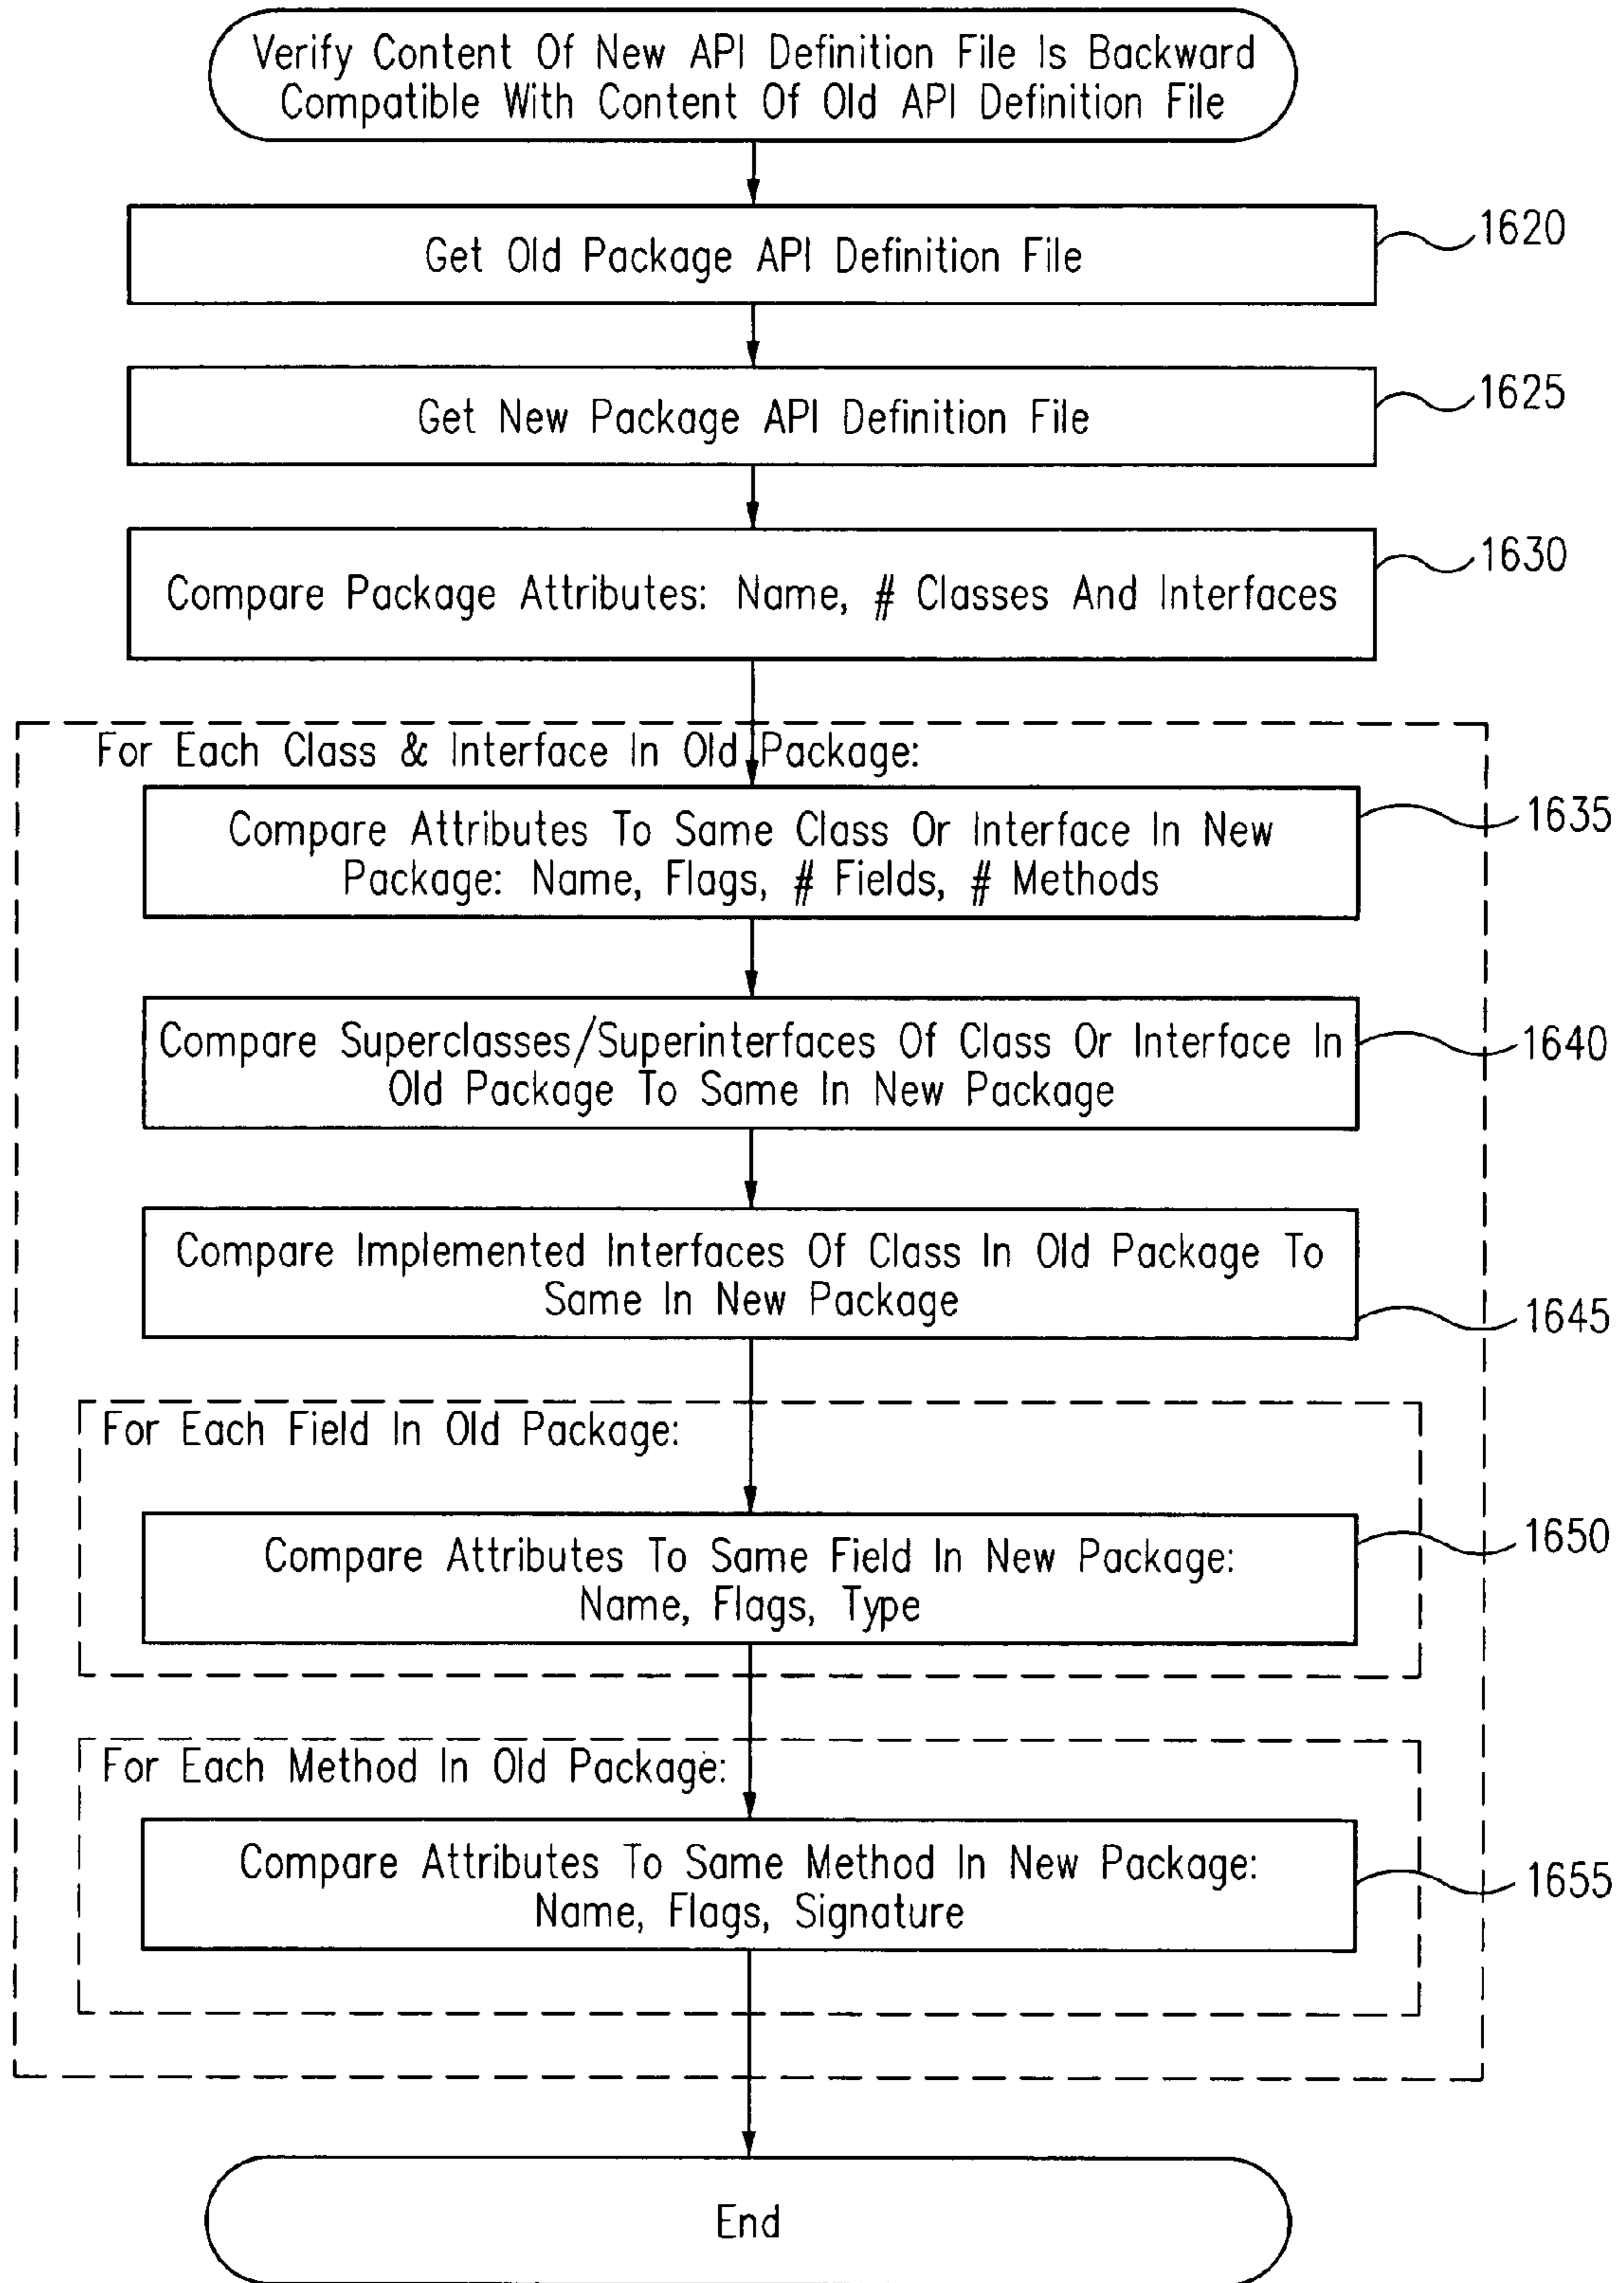 Verify Content Of New API Definition File Is Backward
Compatible With Content Of Old API Definition File
Get Old Package API Definition File
1620
Get New Package API Definition File
1625
Compare Package Attributes: Name, # Classes And Interfaces
1630
For Each Class & Interface In Old Package:
Compare Attributes To Same Class Or Interface In New
Package: Name, Flags, # Fields, # Methods
1635
Compare Superclasses/Superinterfaces Of Class Or Interface In
Old Package To Same In New Package
1640
Compare Implemented Interfaces Of Class In Old Package To
Same In New Package
1645
For Each Field In Old Package:
Compare Attributes To Same Field In New Package:
Name, Flags, Type
1650
For Each Method In Old Package:
Compare Attributes To Same Method In New Package:
Name, Flags, Signature
1655
End